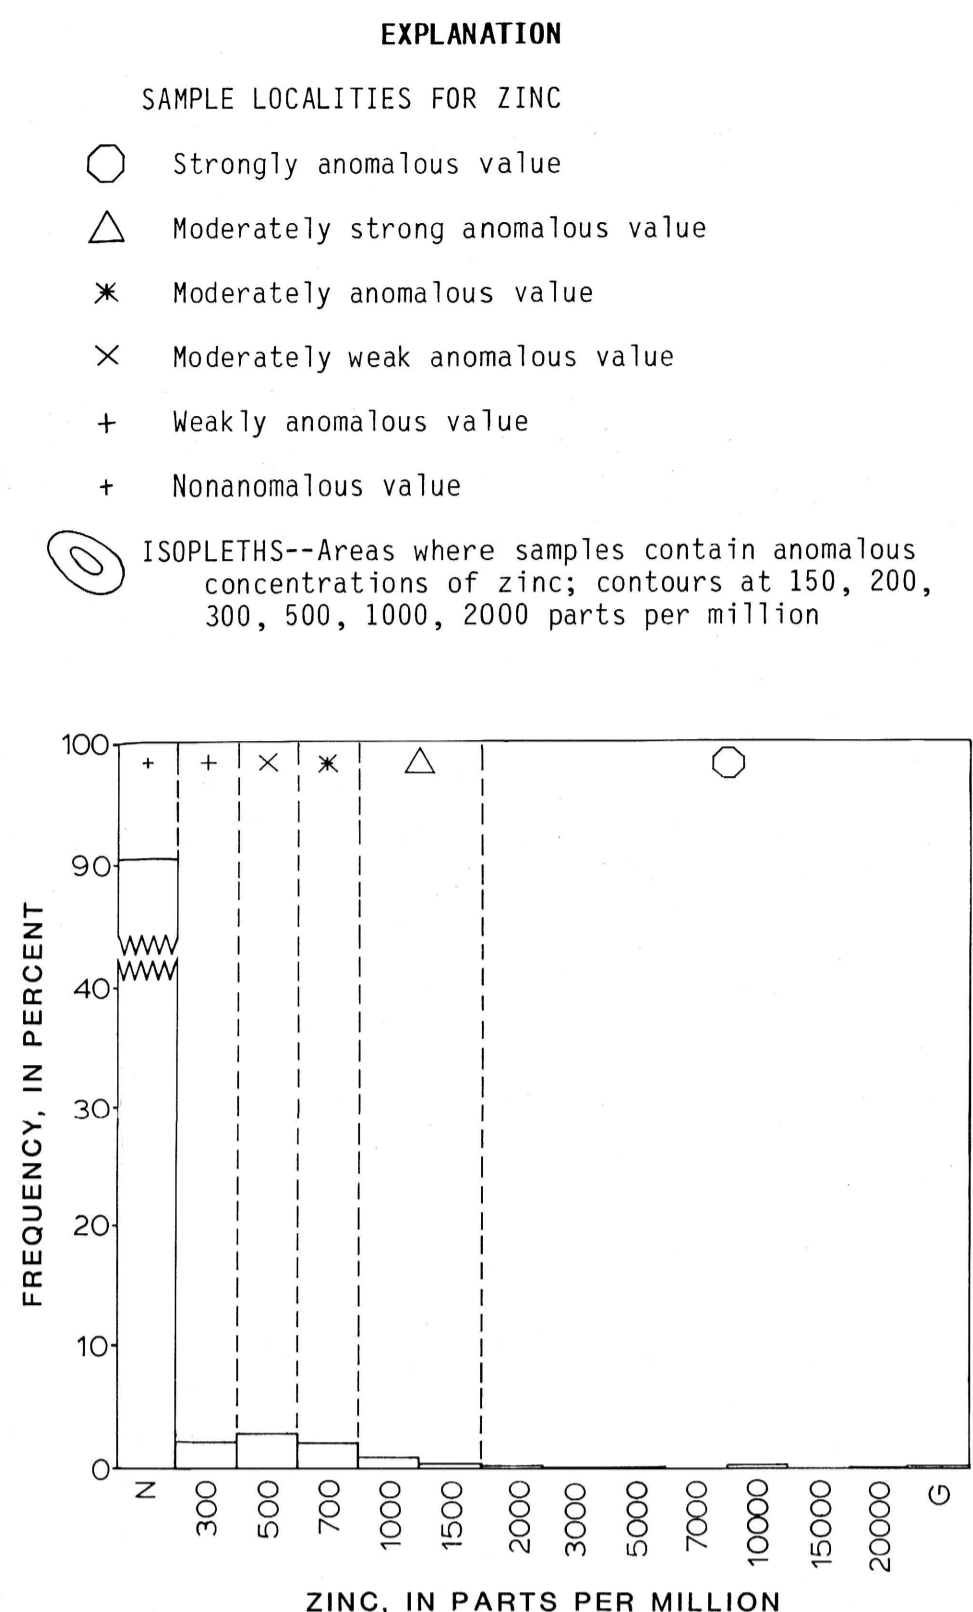 EXPLANATION
SAMPLE LOCALITIES FOR ZINC
Strongly anomalous value
Moderately strong anomalous value
Moderately anomalous value
Moderately weak anomalous value
Weakly anomalous value
Nonanomalous value
ISOPLETHS--Areas where samples contain anomalous
concentrations of zinc; contours at 150, 200,
300, 500, 1000, 2000 parts per million
100
90
40
30
20
10
0
FREQUENCY, IN PERCENT
N 300 500 700 1000 1500 2000 3000 5000 7000 10000 15000 20000 G
ZINC, IN PARTS PER MILLION